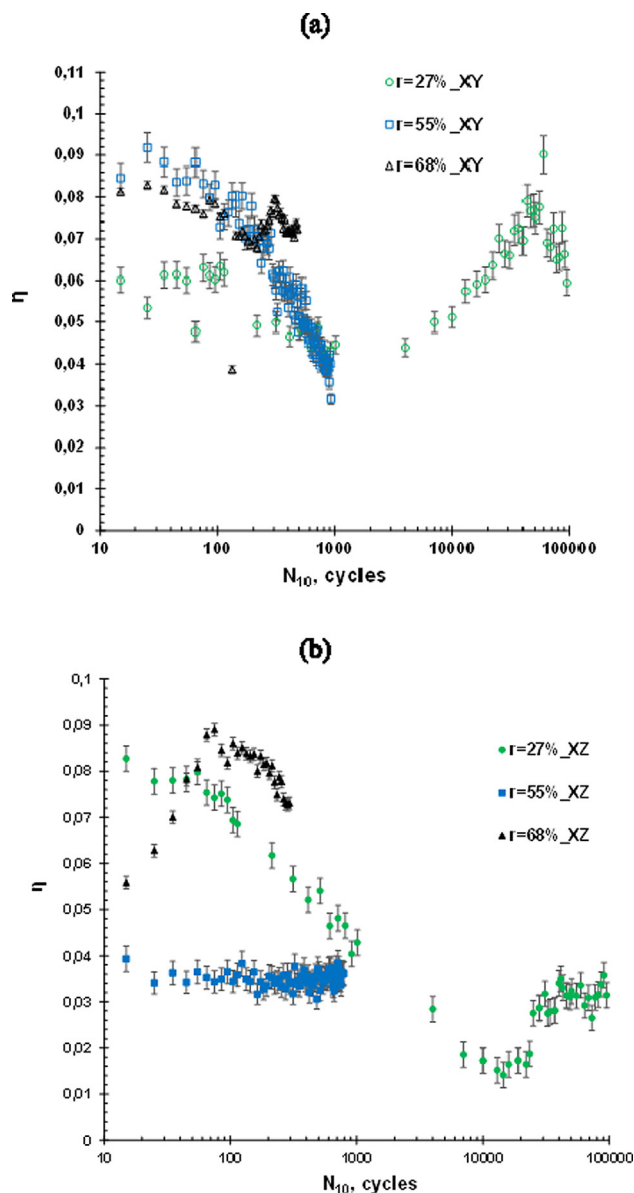 (a)
0,11
0,1
0,09
0,08
0,07
0,06
0,05
0,04
0,03
0,02
0,01
0
η
10
100
1000
10000
100000
N10, cycles
r=27%_XY
r=55%_XY
r=68%_XY
(b)
0,1
0,09
0,08
0,07
0,06
0,05
0,04
0,03
0,02
0,01
0
η
10
100
1000
10000
100000
N10, cycles
r=27%_XZ
r=55%_XZ
r=68%_XZ